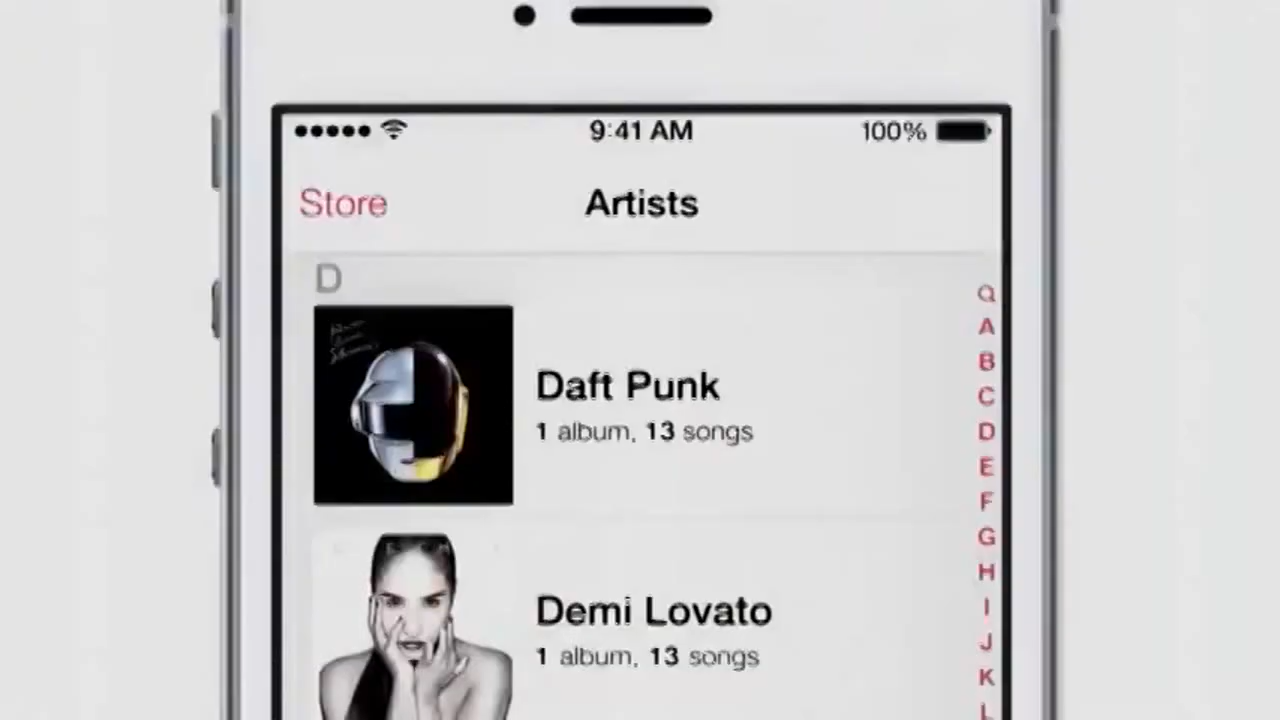 9:41 AM
100%
Store
Artists
D
Daft Punk
1 album, 13 songs
Demi Lovato
1 album, 13 songs
A
B
C
D
E
F
G
H
I
J
K
L